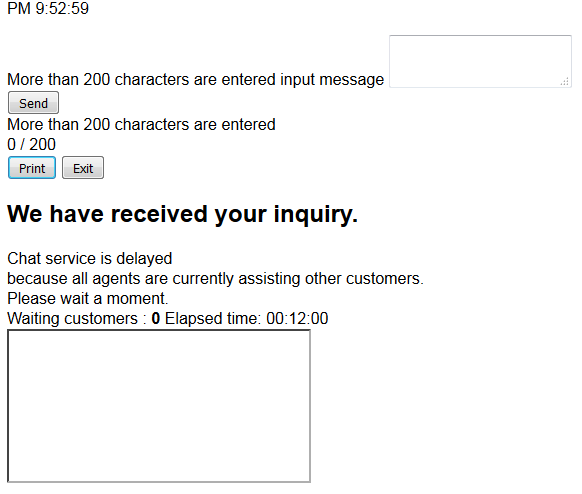 PM 9:52:59
More than 200 characters are entered input message
Send
More than 200 characters are entered
0 / 200
Print Exit
We have received your inquiry.
Chat service is delayed
because all agents are currently assisting other customers.
Please wait a moment.
Waiting customers : 0 Elapsed time: 00:12:00